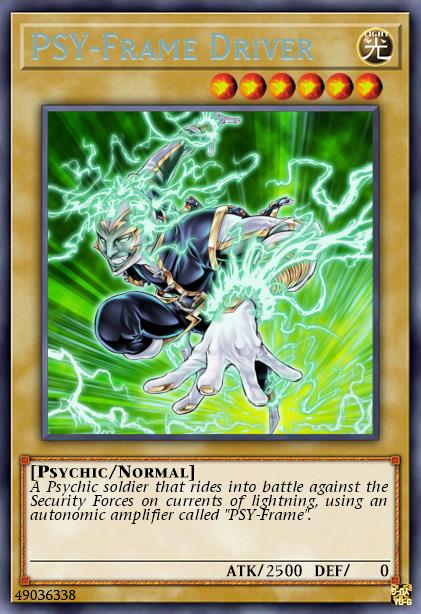 PSY-Frame Driver
LIGHT
光
[Psychic/Normal]
A Psychic soldier that rides into battle against the
Security Forces on currents of lightning, using an
autonomic amplifier called "PSY-Frame".
ATK/2500 DEF/ 0
49036338